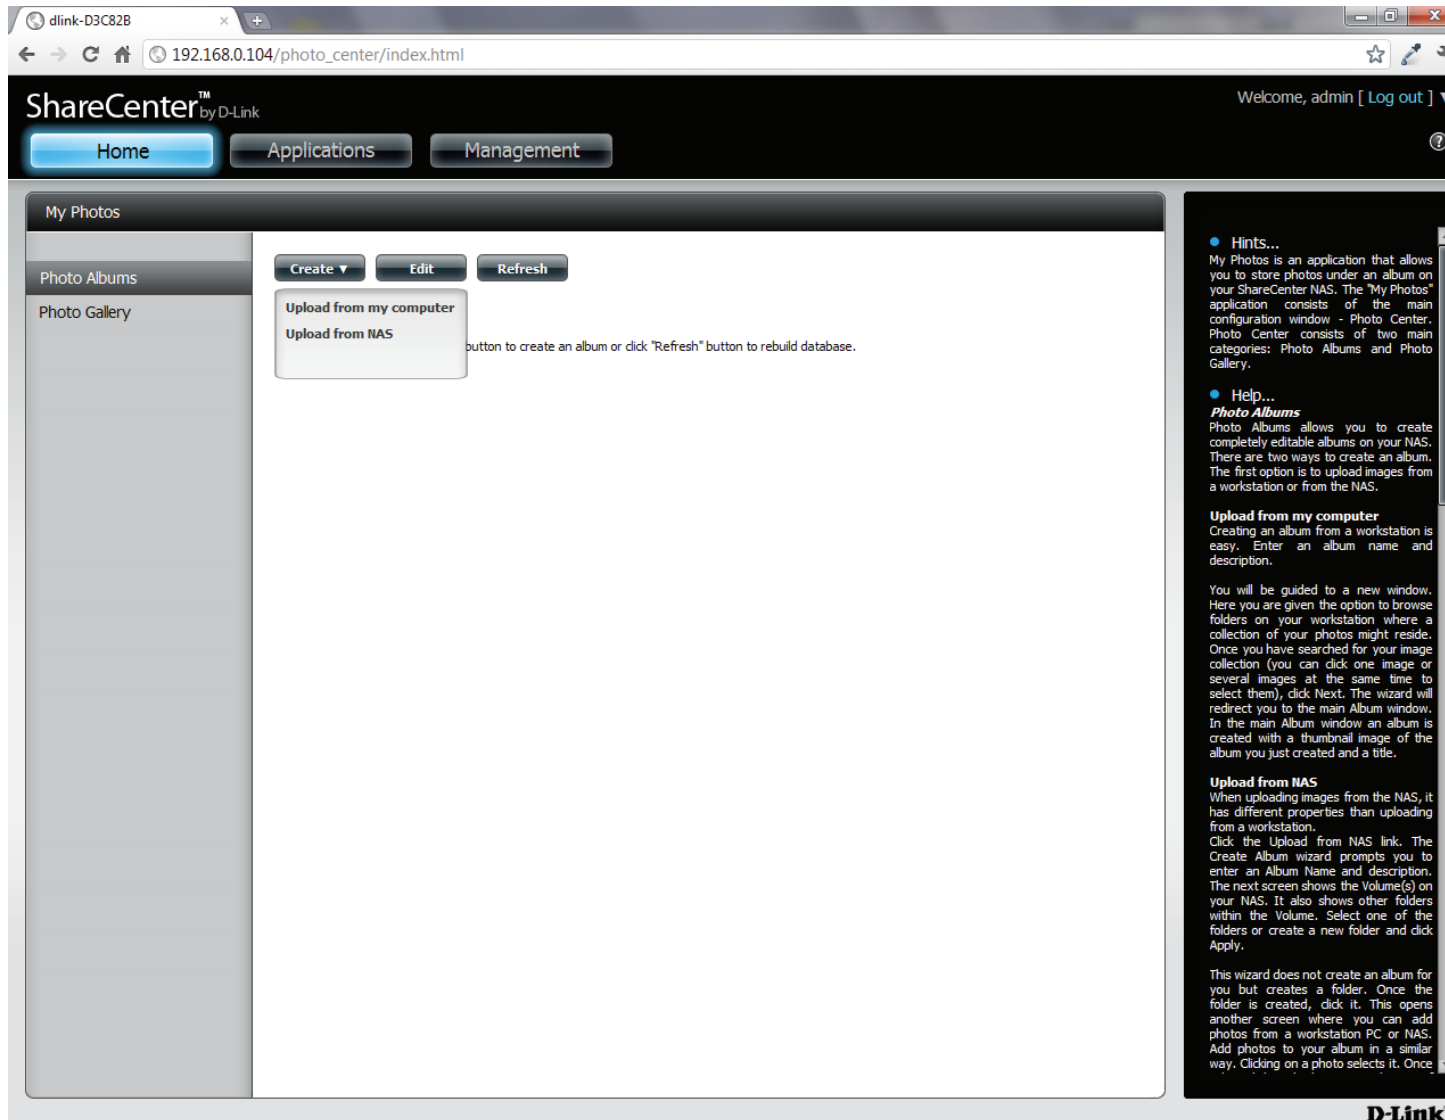 dlink-D3C82B
192.168.0.104/photo_center/index.html
ShareCenter™ by D-Link
Welcome, admin [ Log out ]
Home
Applications
Management
My Photos
Photo Albums
Photo Gallery
Create ▼
Edit
Refresh
Upload from my computer
Upload from NAS
button to create an album or click "Refresh" button to rebuild database.
Hints...
My Photos is an application that allows
you to store photos under an album on
your ShareCenter NAS. The "My Photos"
application consists of the main
configuration window - Photo Center.
Photo Center consists of two main
categories: Photo Albums and Photo
Gallery.
Help...
Photo Albums
Photo Albums allows you to create
completely editable albums on your NAS.
There are two ways to create an album.
The first option is to upload images from
a workstation or from the NAS.
Upload from my computer
Creating an album from a workstation is
easy. Enter an album name and
description.
You will be guided to a new window.
Here you are given the option to browse
folders on your workstation where a
collection of your photos might reside.
Once you have searched for your image
collection (you can click one image or
several images at the same time to
select them), click Next. The wizard will
redirect you to the main Album window.
In the main Album window an album is
created with a thumbnail image of the
album you just created and a title.
Upload from NAS
When uploading images from the NAS, it
has different properties than uploading
from a workstation.
Click the Upload from NAS link. The
Create Album wizard prompts you to
enter an Album Name and description.
The next screen shows the Volume(s) on
your NAS. It also shows other folders
within the Volume. Select one of the
folders or create a new folder and click
Apply.
This wizard does not create an album for
you but creates a folder. Once the
folder is created, click it. This opens
another screen where you can add
photos from a workstation PC or NAS.
Add photos to your album in a similar
way. Clicking on a photo selects it. Once
D-Link